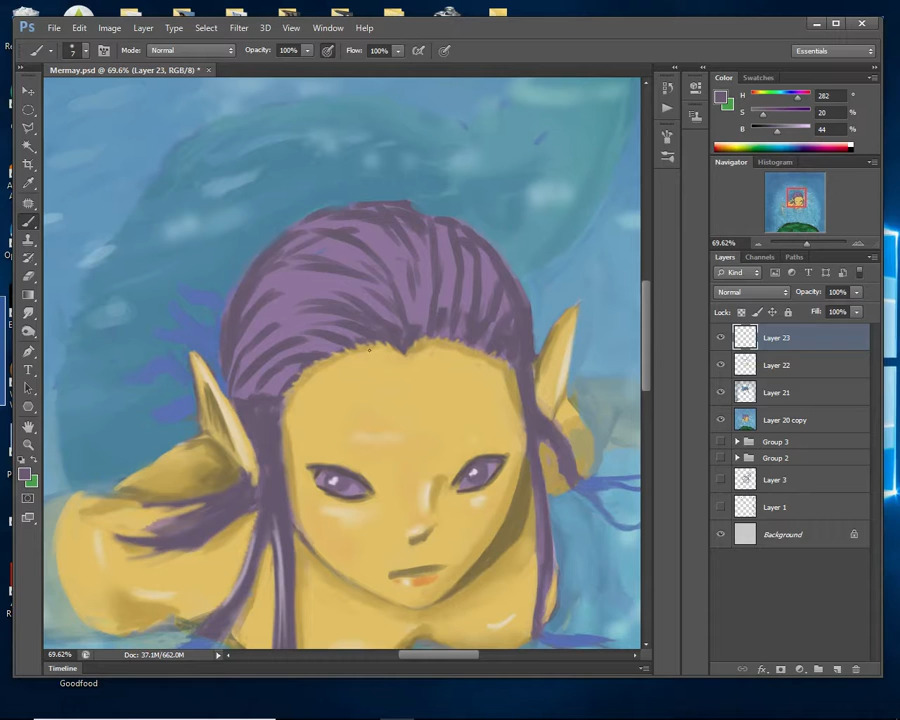 Ps File Edit Image Layer Type Select Filter 3D View Window Help
7 Mode: Normal Opacity: 100% Flow: 100% Essentials
Mermay.psd @ 69.6% (Layer 23, RGB/8) * ×
Color Swatches
H 282 °
S 20 %
B 44 %
Navigator Histogram
69.62%
Layers Channels Paths
Kind
Normal Opacity: 100%
Lock: Fill: 100%
Layer 23
Layer 22
Layer 21
Layer 20 copy
Group 3
Group 2
Layer 3
Layer 1
Background
69.62% Doc: 37.1M/662.0M
Timeline
Goodfood